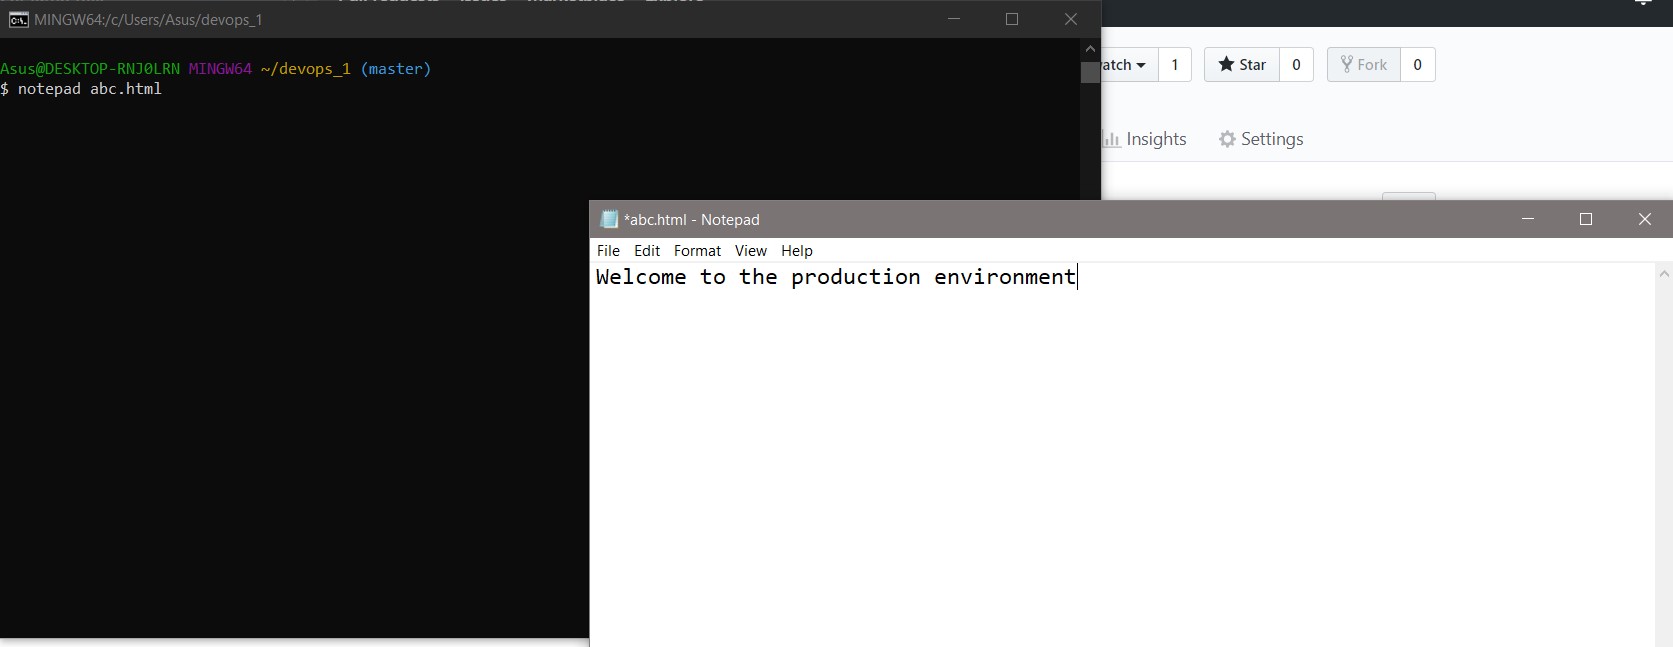 MINGW64:/c/Users/Asus/devops_1
Asus@DESKTOP-RNJ0LRN MINGW64 ~/devops_1 (master)
$ notepad abc.html
1
Star
0
Fork
0
Insights
Settings
*abc.html - Notepad
File Edit Format View Help
Welcome to the production environment